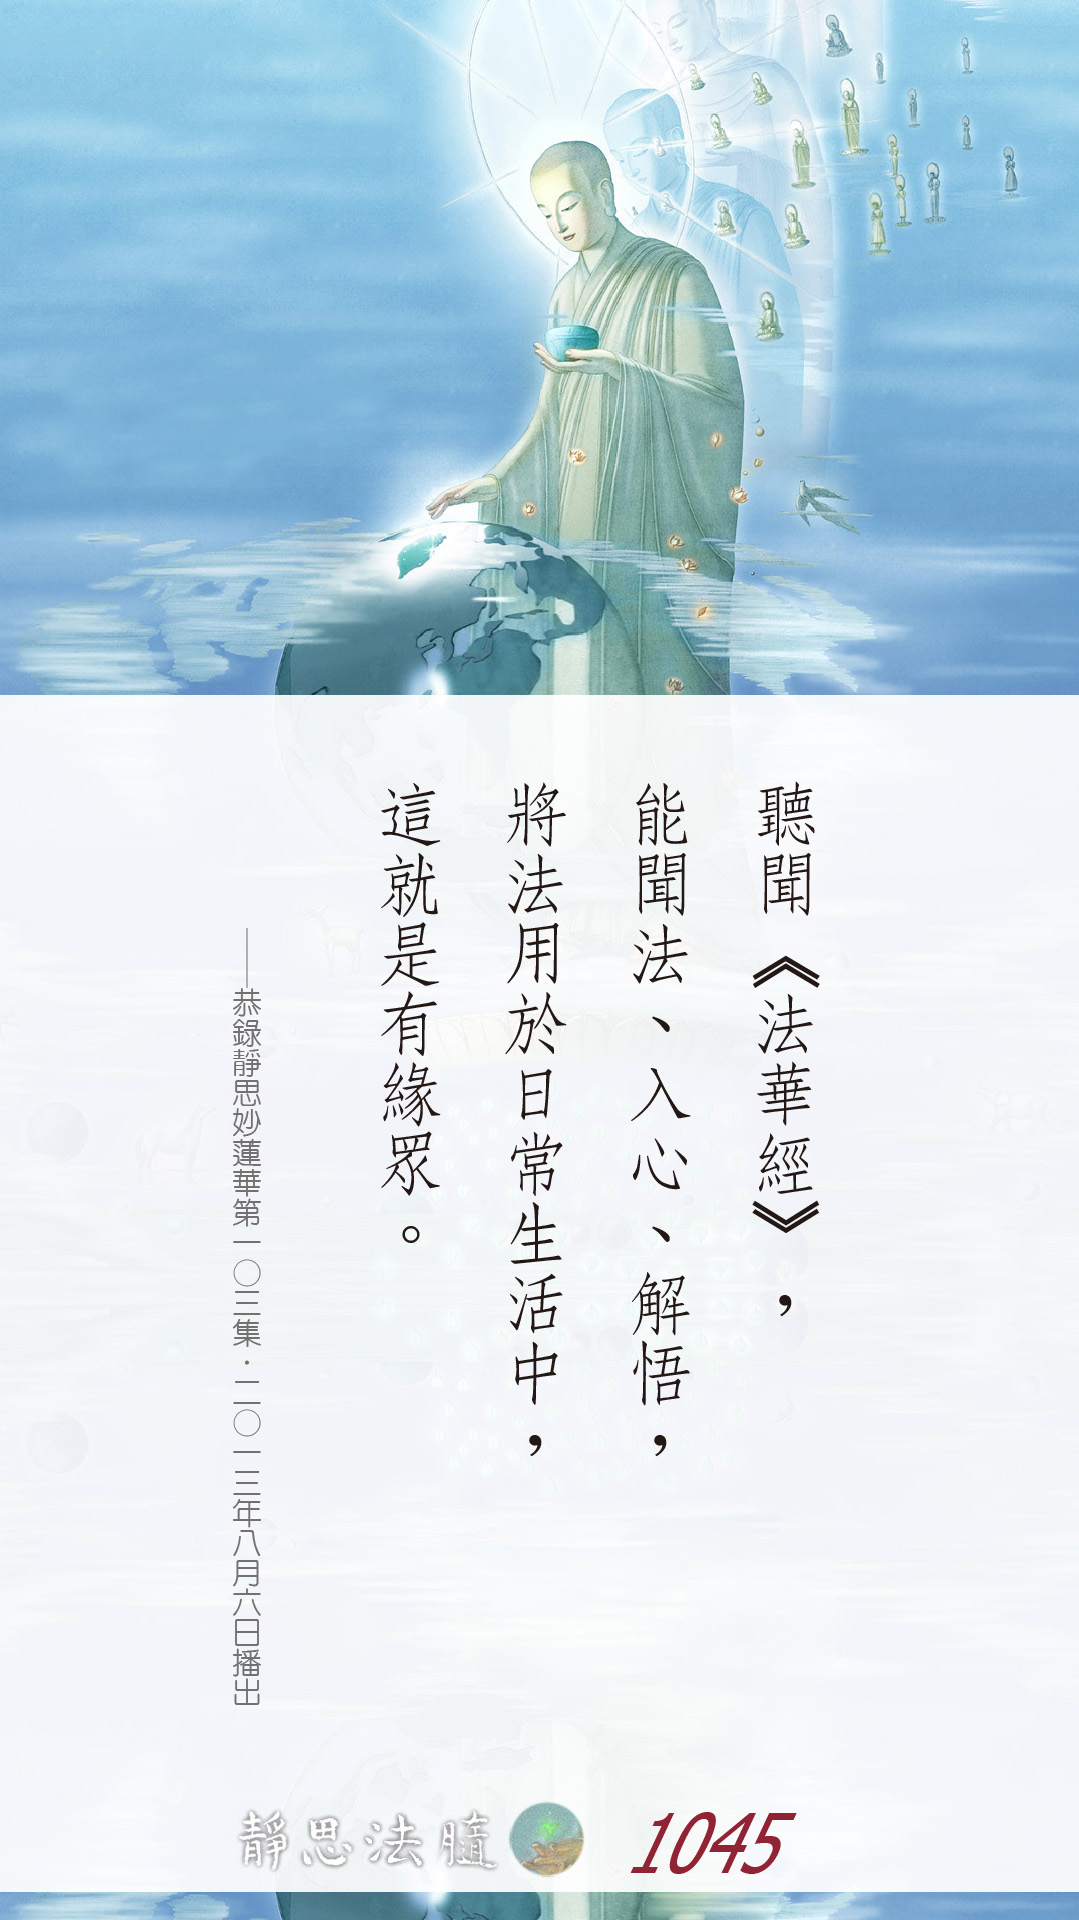 聽聞《法華經》，
能聞法、入心、解悟，
將法用於日常生活中，
這就是有緣眾。
——恭錄靜思妙蓮華第一〇三集．二〇一三年八月六日播出
靜思法髓
1045